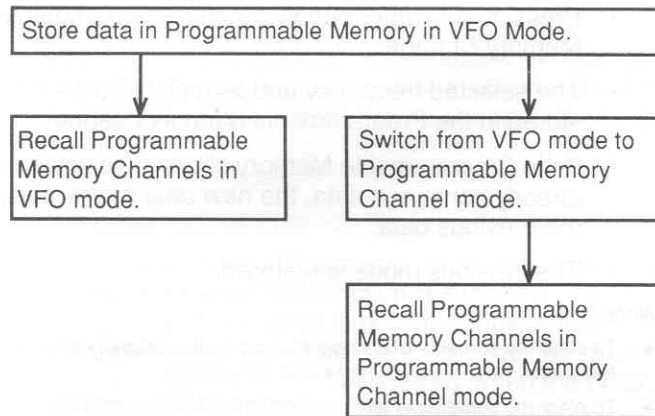 Store data in Programmable Memory in VFO Mode.
Recall Programmable
Memory Channels in
VFO mode.
Switch from VFO mode to
Programmable Memory
Channel mode.
Recall Programmable
Memory Channels in
Programmable Memory
Channel mode.